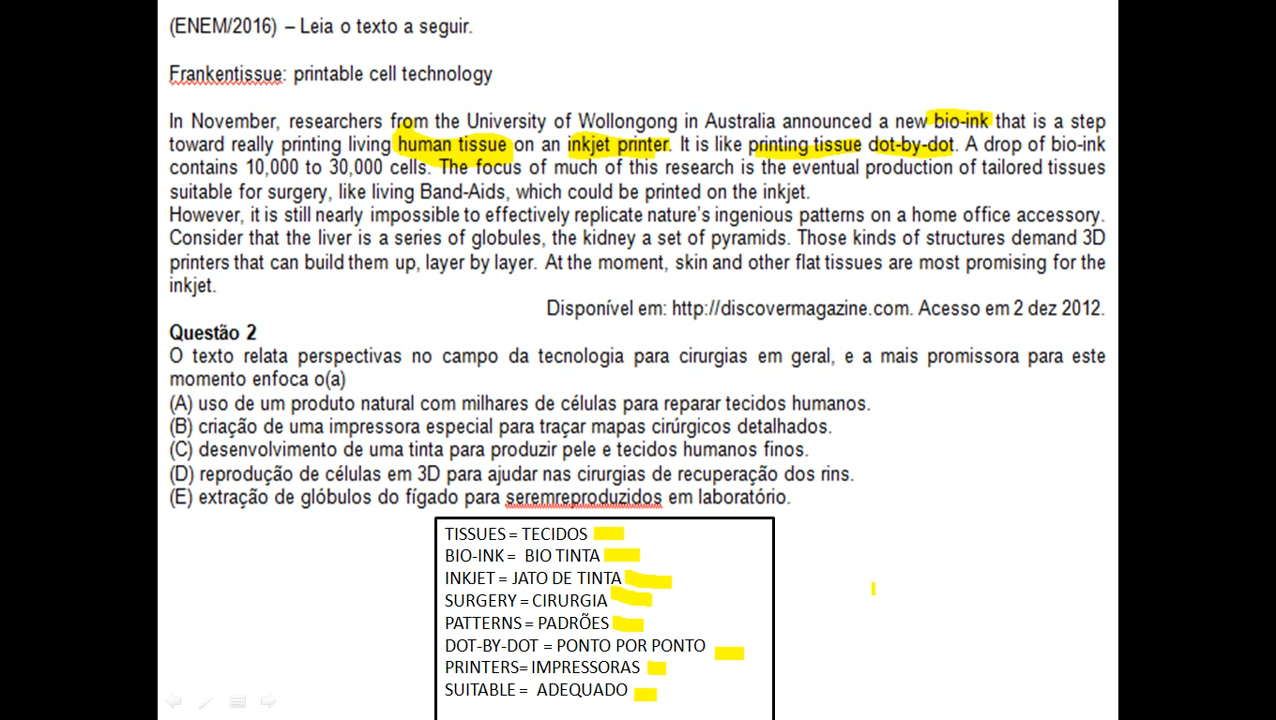 (ENEM/2016) – Leia o texto a seguir.
Frankentissue: printable cell technology
In November, researchers from the University of Wollongong in Australia announced a new bio-ink that is a step
toward really printing living human tissue on an inkjet printer. It is like printing tissue dot-by-dot. A drop of bio-ink
contains 10,000 to 30,000 cells. The focus of much of this research is the eventual production of tailored tissues
suitable for surgery, like living Band-Aids, which could be printed on the inkjet.
However, it is still nearly impossible to effectively replicate nature's ingenious patterns on a home office accessory.
Consider that the liver is a series of globules, the kidney a set of pyramids. Those kinds of structures demand 3D
printers that can build them up, layer by layer. At the moment, skin and other flat tissues are most promising for the
inkjet.
Disponível em: http://discovermagazine.com. Acesso em 2 dez 2012.
Questão 2
O texto relata perspectivas no campo da tecnologia para cirurgias em geral, e a mais promissora para este
momento enfoca o(a)
(A) uso de um produto natural com milhares de células para reparar tecidos humanos.
(B) criação de uma impressora especial para traçar mapas cirúrgicos detalhados.
(C) desenvolvimento de uma tinta para produzir pele e tecidos humanos finos.
(D) reprodução de células em 3D para ajudar nas cirurgias de recuperação dos rins.
(E) extração de glóbulos do fígado para seremreproduzidos em laboratório.
TISSUES = TECIDOS
BIO-INK = BIO TINTA
INKJET = JATO DE TINTA
SURGERY = CIRURGIA
PATTERNS = PADRÕES
DOT-BY-DOT = PONTO POR PONTO
PRINTERS= IMPRESSORAS
SUITABLE = ADEQUADO